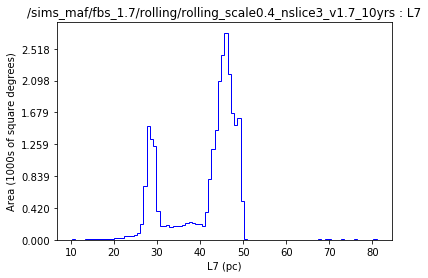 /sims_maf/fbs_1.7/rolling/rolling_scale0.4_nslice3_v1.7_10yrs : L7
2.518
2.098
1.679
1.259
0.839
0.420
0.000
Area (1000s of square degrees)
10 20 30 40 50 60 70 80
L7 (pc)